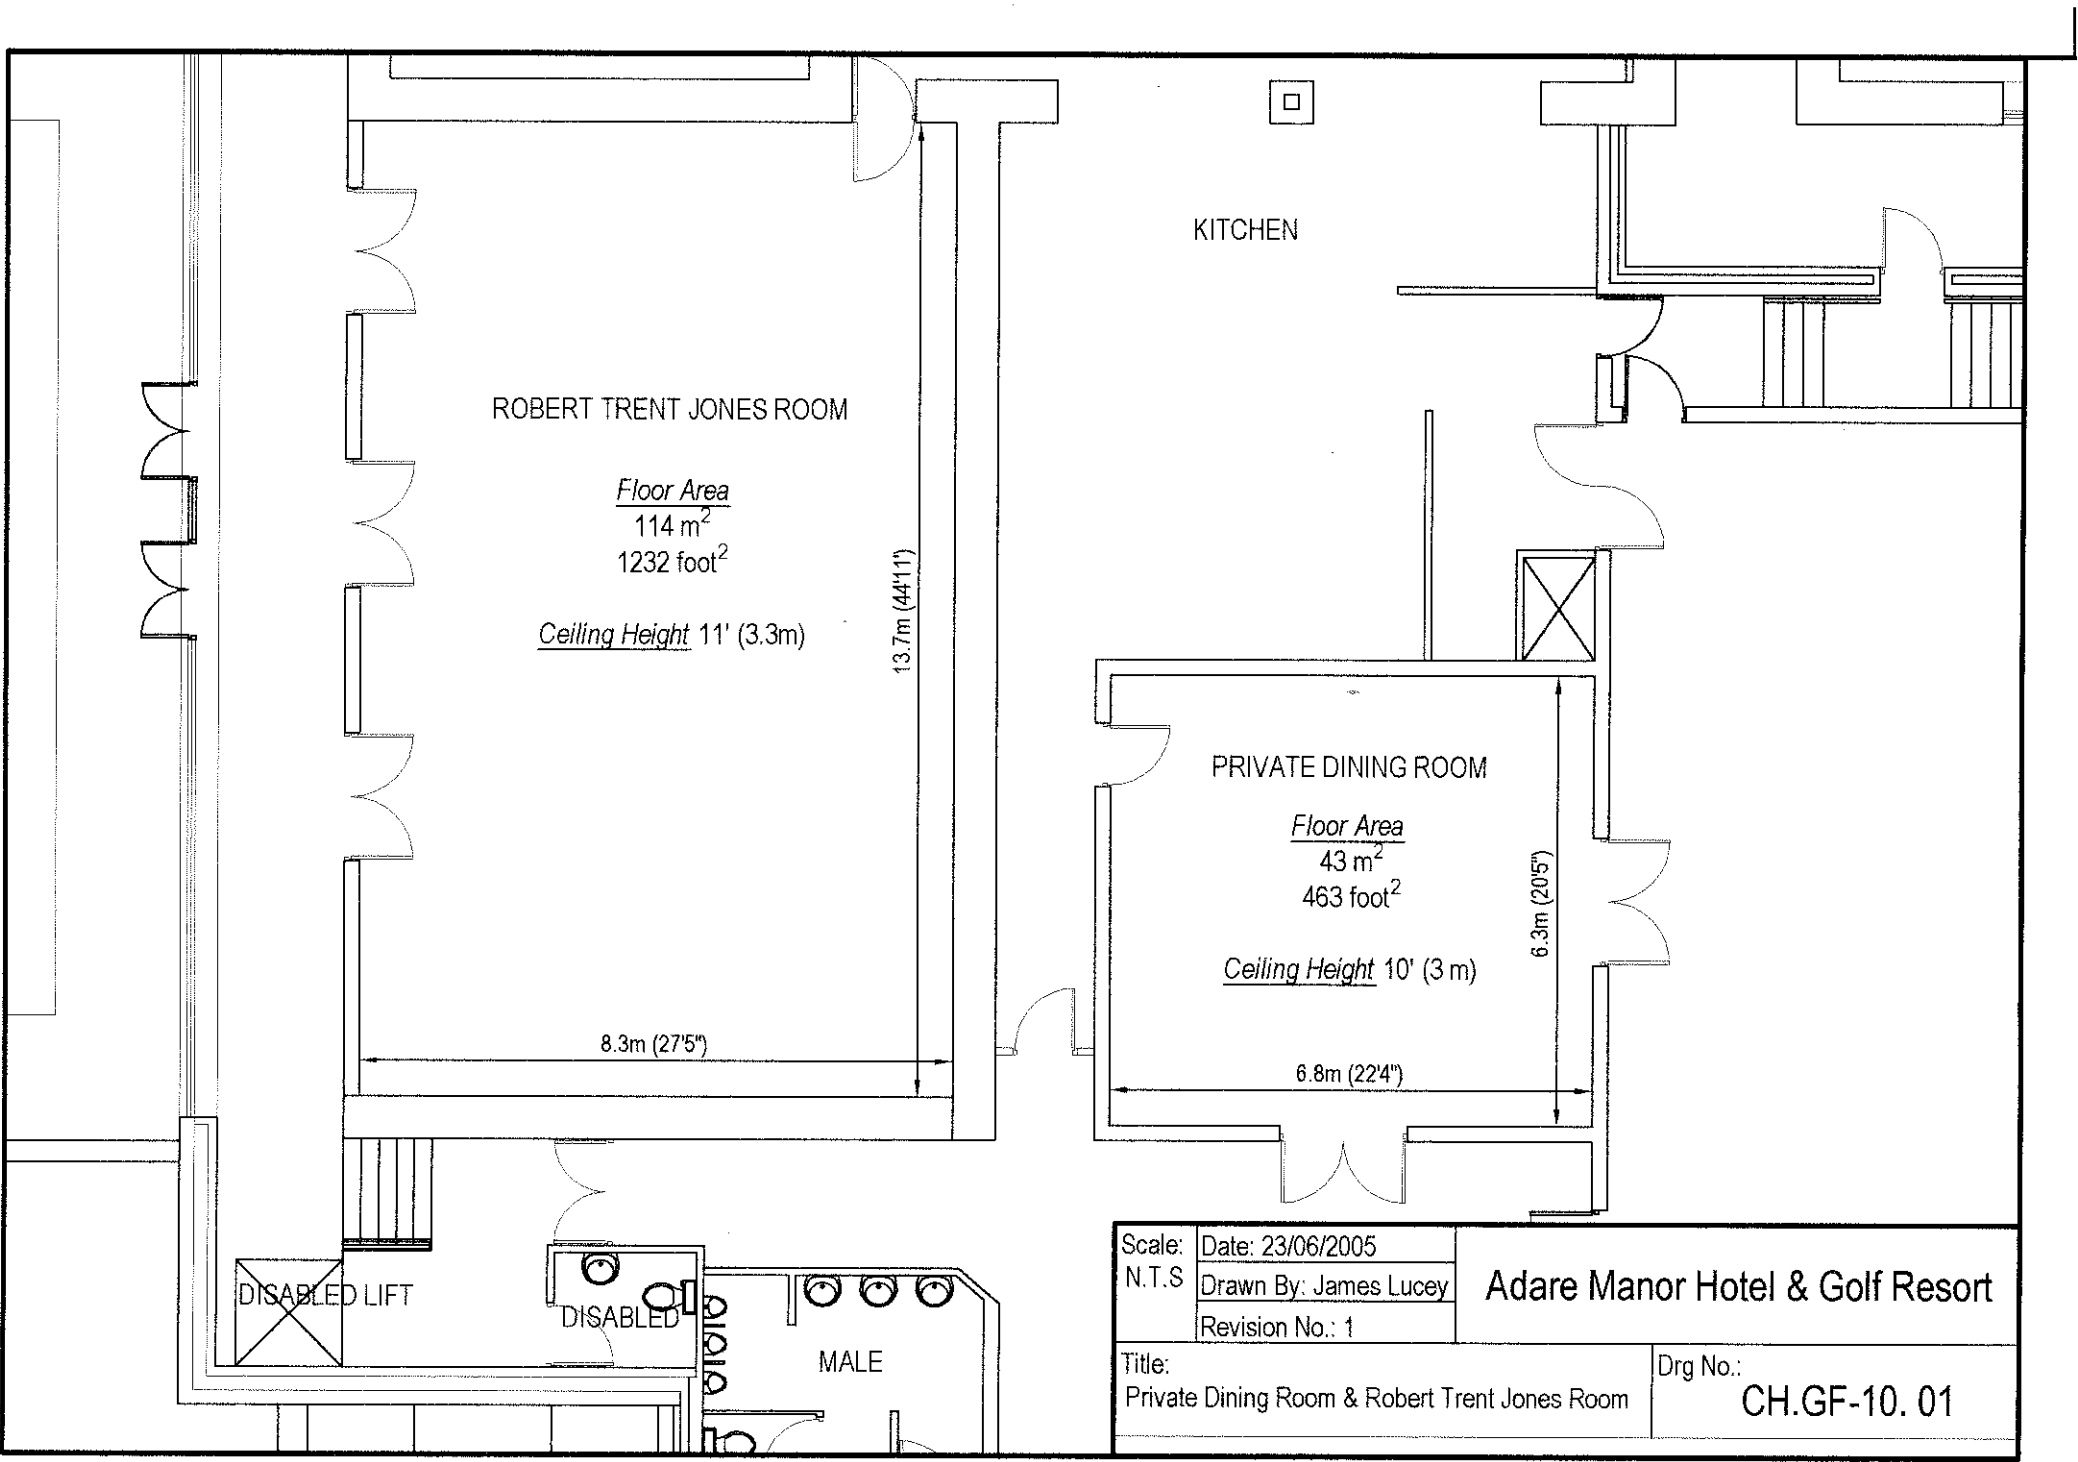 KITCHEN
ROBERT TRENT JONES ROOM
Floor Area
114 m²
1232 foot²
Ceiling Height 11' (3.3m)
13.7m (44'11")
8.3m (27'5")
PRIVATE DINING ROOM
Floor Area
43 m²
463 foot²
Ceiling Height 10' (3 m)
6.3m (20'5")
6.8m (22'4")
DISABLED LIFT
DISABLED
MALE
Scale:
N.T.S
Date: 23/06/2005
Drawn By: James Lucey
Revision No.: 1
Adare Manor Hotel & Golf Resort
Title:
Private Dining Room & Robert Trent Jones Room
Drg No.:
CH.GF-10. 01